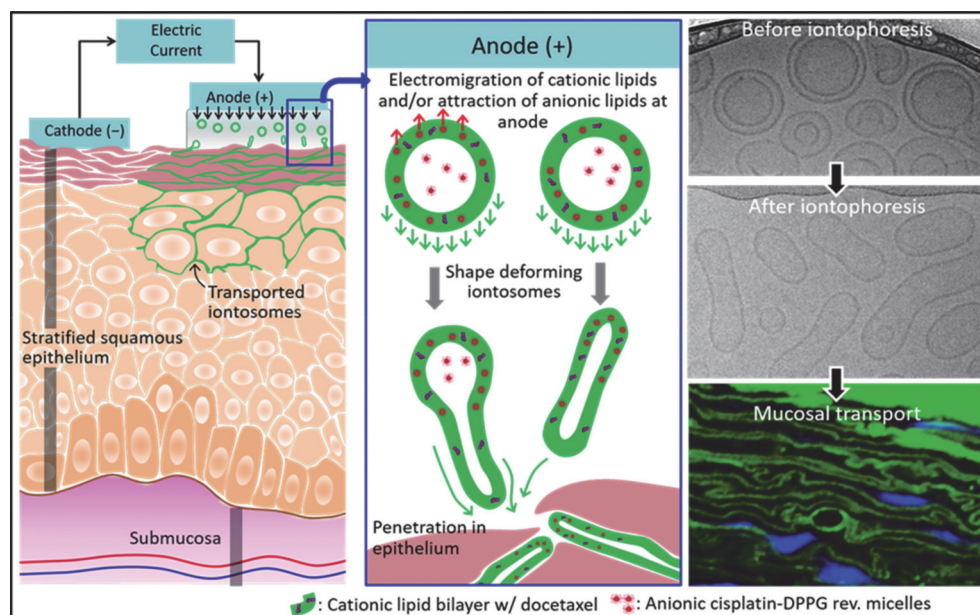 Electric
Current
Anode (+)
Cathode (−)
Transported
iontosomes
Stratified squamous
epithelium
Submucosa
Anode (+)
Electromigration of cationic lipids
and/or attraction of anionic lipids at
anode
Shape deforming
iontosomes
Penetration in
epithelium
Before iontophoresis
After iontophoresis
Mucosal transport
: Cationic lipid bilayer w/ docetaxel
: Anionic cisplatin-DPPG rev. micelles